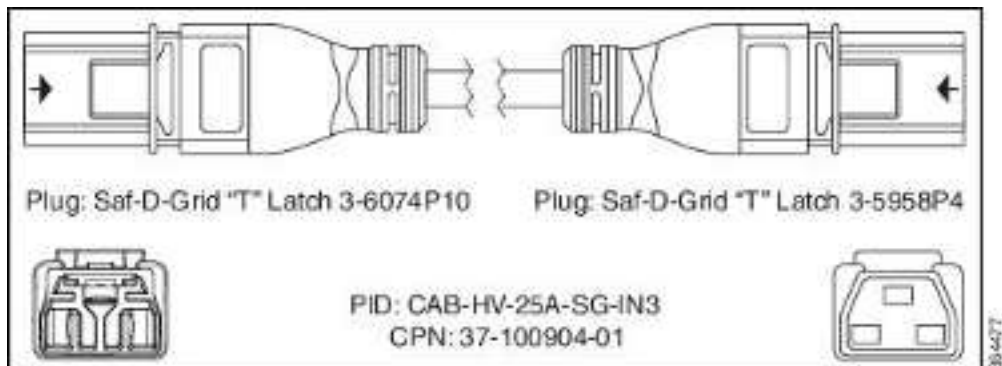 Plug: Saf-D-Grid "T" Latch 3-6074P10
Plug: Saf-D-Grid "T" Latch 3-5958P4
PID: CAB-HV-25A-SG-IN3
CPN: 37-100904-01